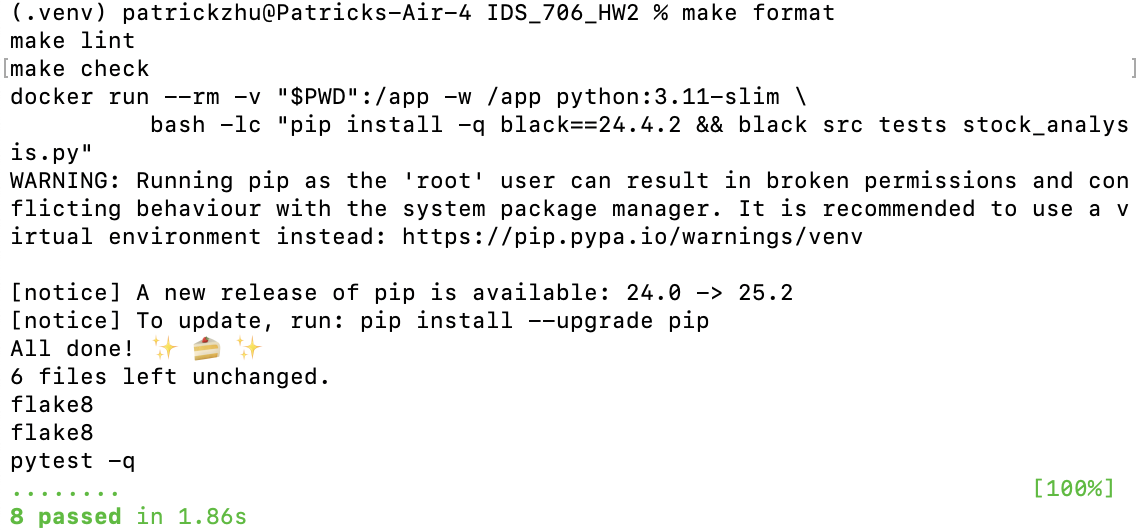 (.venv) patrickzhu@Patricks-Air-4 IDS_706_HW2 % make format
make lint
[make check ]
docker run --rm -v "$PWD":/app -w /app python:3.11-slim \
          bash -lc "pip install -q black==24.4.2 && black src tests stock_analys
is.py"
WARNING: Running pip as the 'root' user can result in broken permissions and con
flicting behaviour with the system package manager. It is recommended to use a v
irtual environment instead: https://pip.pypa.io/warnings/venv

[notice] A new release of pip is available: 24.0 -> 25.2
[notice] To update, run: pip install --upgrade pip
All done! ✨ 🍰 ✨
6 files left unchanged.
flake8
flake8
pytest -q
........ [100%]
8 passed in 1.86s